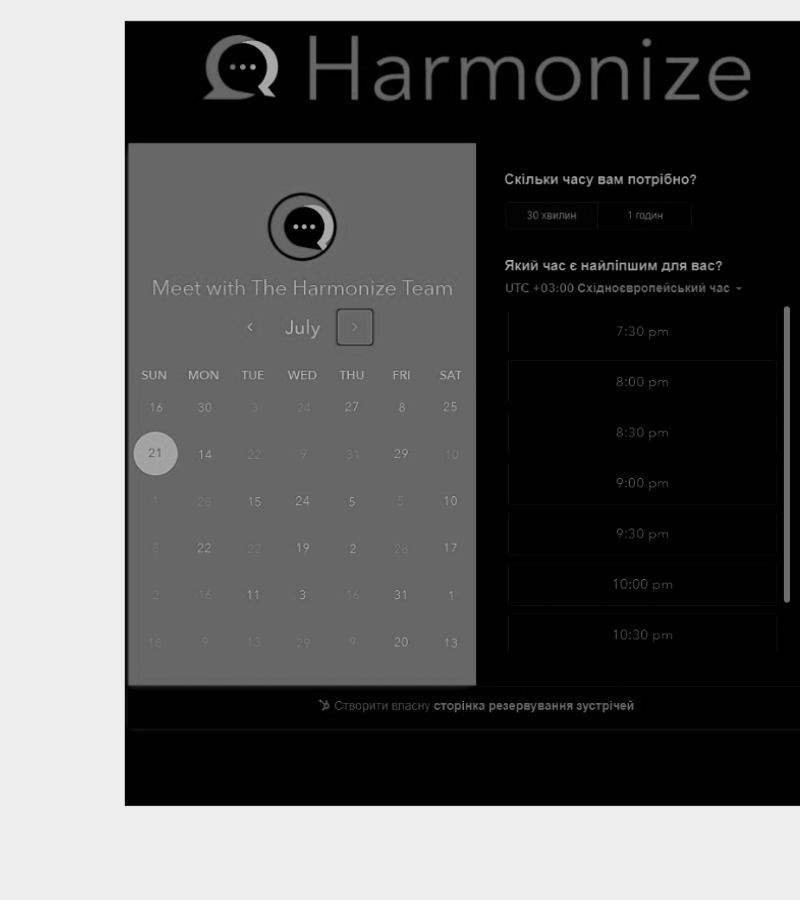 Harmonize
Meet with The Harmonize Team
July
SUN MON TUE WED THU FRI SAT
16 30 3 24 27 8 25
21 14 22 9 31 29 10
1 26 15 24 5 5 10
8 22 22 19 2 28 17
2 16 11 3 16 31 1
18 9 13 29 9 20 13
Скільки часу вам потрібно?
30 хвилин 1 годин
Який час є найліпшим для вас?
UTC +03:00 Східноєвропейський час
7:30 pm
8:00 pm
8:30 pm
9:00 pm
9:30 pm
10:00 pm
10:30 pm
Створити власну сторінка резервування зустрічей